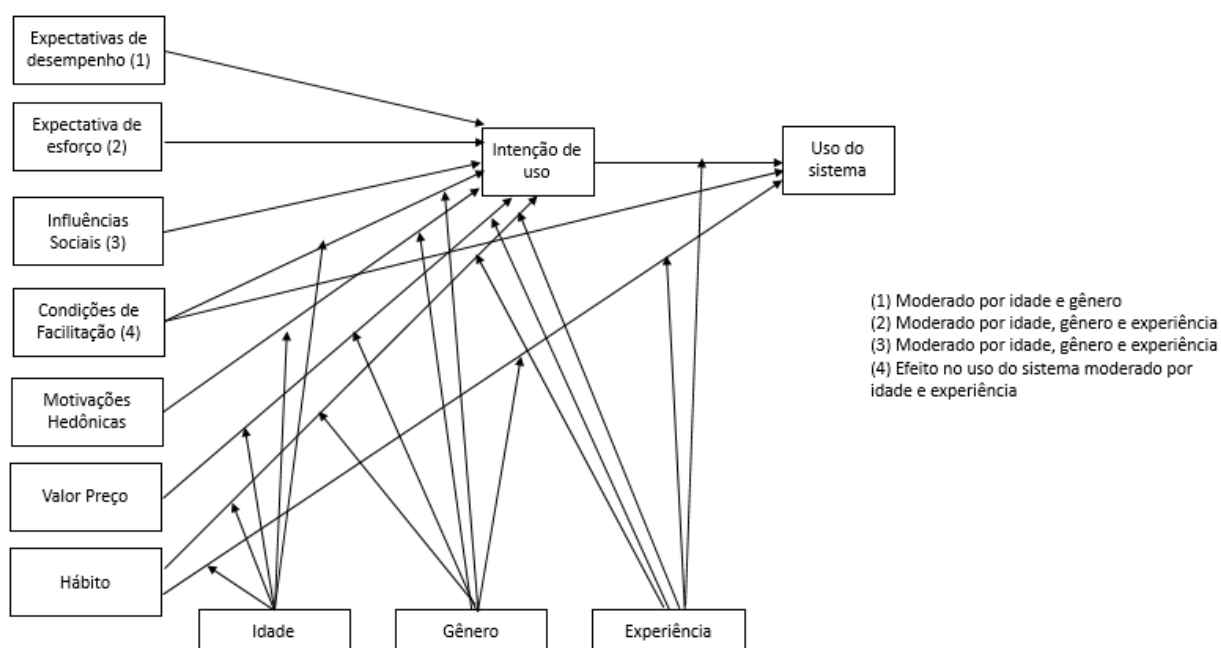 Expectativas de
desempenho (1)
Expectativa de
esforço (2)
Influências
Sociais (3)
Condições de
Facilitação (4)
Motivações
Hedônicas
Valor Preço
Hábito
Intenção de
uso
Uso do
sistema
(1) Moderado por idade e gênero
(2) Moderado por idade, gênero e experiência
(3) Moderado por idade, gênero e experiência
(4) Efeito no uso do sistema moderado por
idade e experiência
Idade
Gênero
Experiência